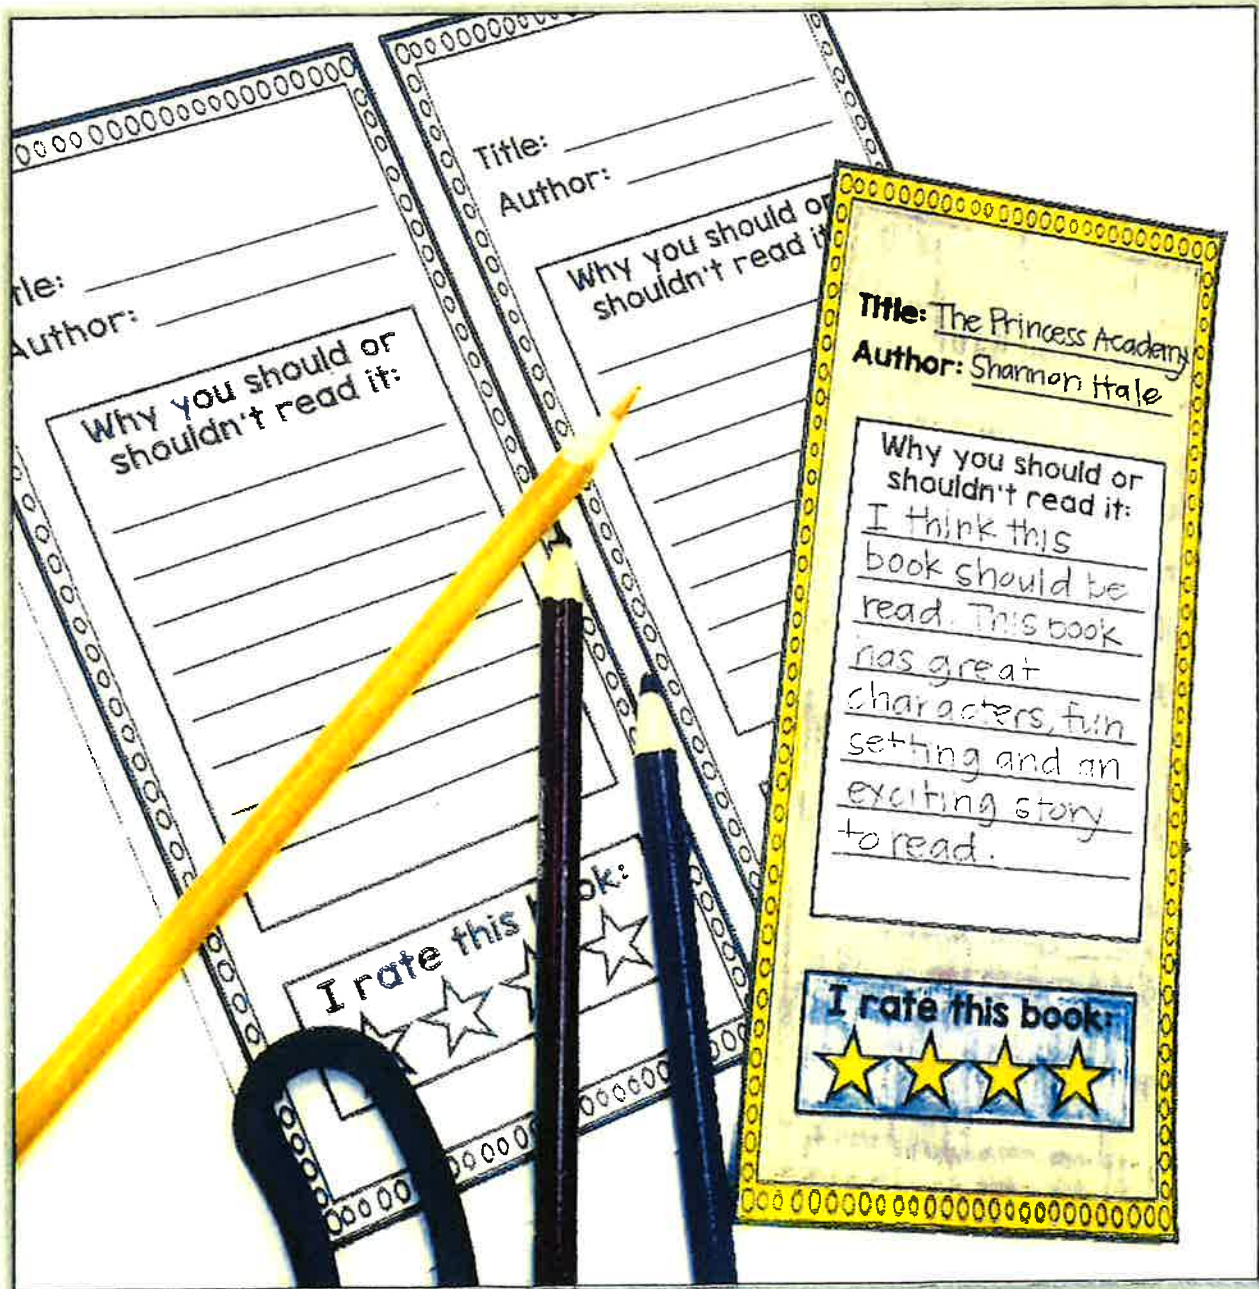 Title:
Author:
Why you should or
shouldn't read it:
I rate this
Title:
Author:
Why you should or
shouldn't read it:
Title: The Princess Academy
Author: Shannon Hale
Why you should or
shouldn't read it:
I think this
book should be
read. This book
has great
characters, fun
setting and an
exciting story
to read.
I rate this book: